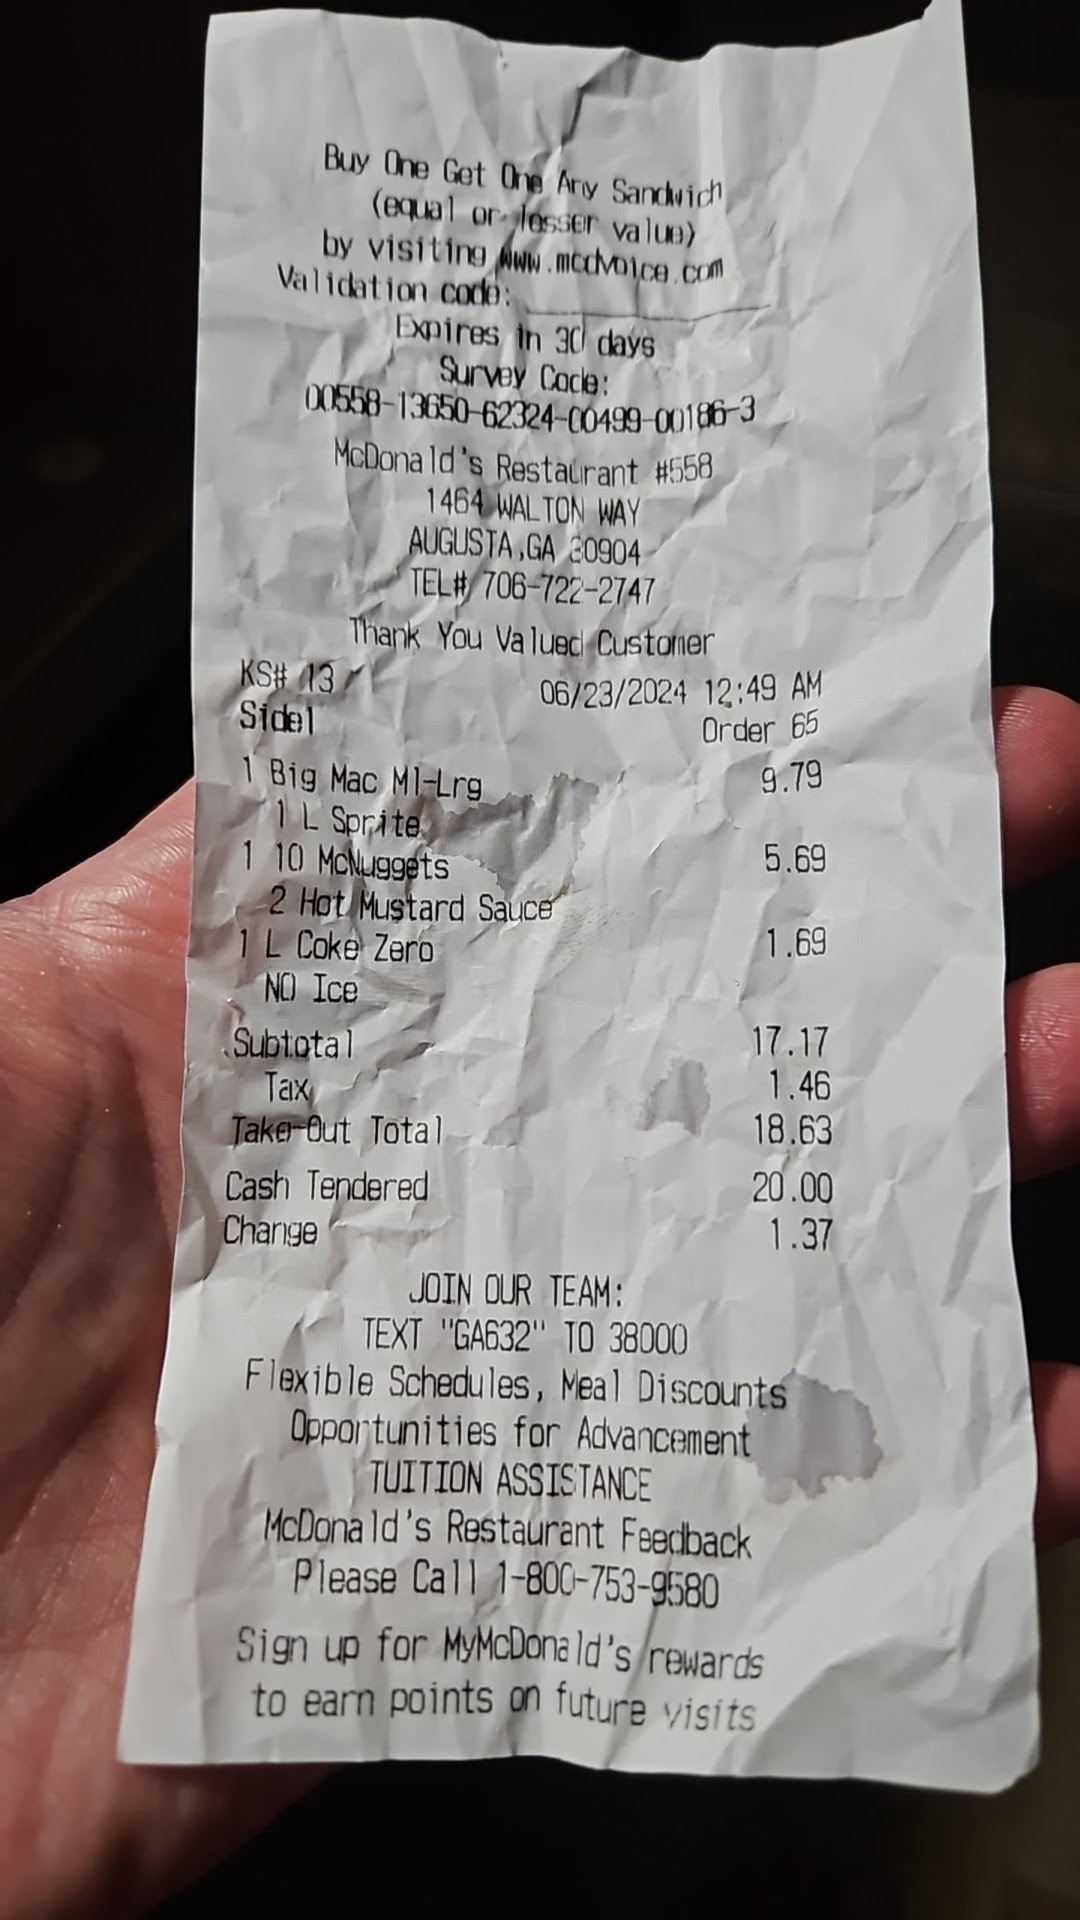 Buy One Get One Any Sandwich
(equal or lesser value)
by visiting www.mcdvoice.com
Validation code:
Expires in 30 days
Survey Code:
00558-13650-62324-00499-00186-3
McDonald's Restaurant #558
1464 WALTON WAY
AUGUSTA,GA 30904
TEL# 706-722-2747
Thank You Valued Customer
KS# 13 06/23/2024 12:49 AM
Side1 Order 65
1 Big Mac Ml-Lrg 9.79
1 L Sprite
1 10 McNuggets 5.69
2 Hot Mustard Sauce
1 L Coke Zero 1.69
NO Ice
Subtotal 17.17
Tax 1.46
Take-Out Total 18.63
Cash Tendered 20.00
Change 1.37
JOIN OUR TEAM:
TEXT "GA632" TO 38000
Flexible Schedules, Meal Discounts
Opportunities for Advancement
TUITION ASSISTANCE
McDonald's Restaurant Feedback
Please Call 1-800-753-9580
Sign up for MyMcDonald's rewards
to earn points on future visits